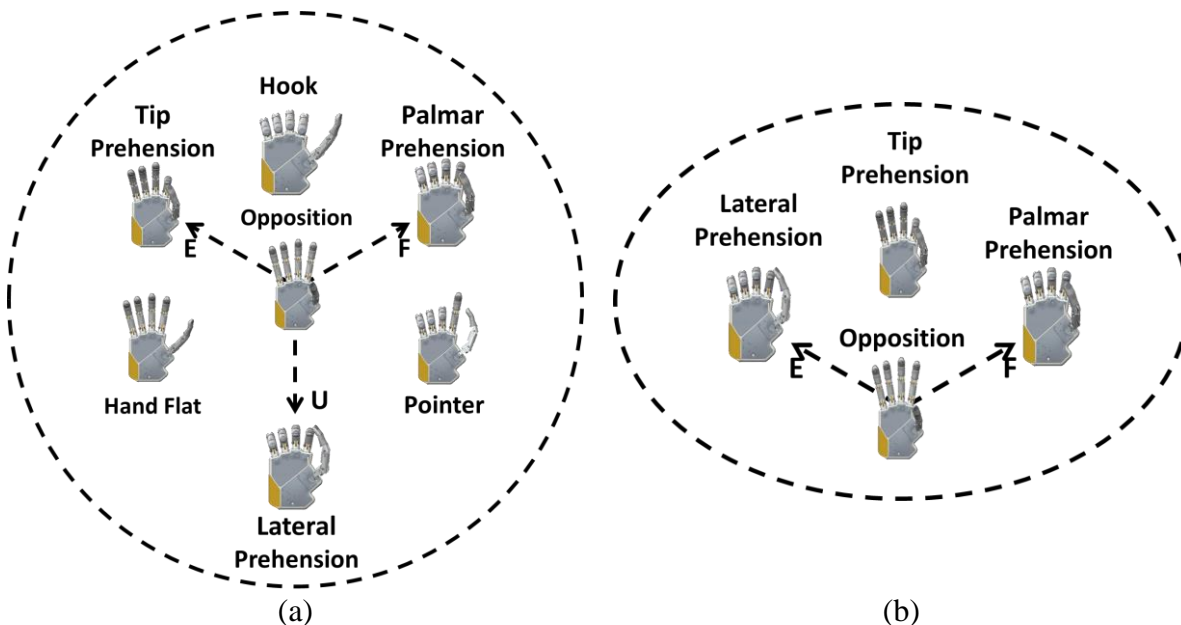 Hook
Tip
Prehension
Palmar
Prehension
Opposition
E
F
Hand Flat
Pointer
U
Lateral
Prehension
(a)
Tip
Prehension
Lateral
Prehension
Palmar
Prehension
Opposition
E
F
(b)